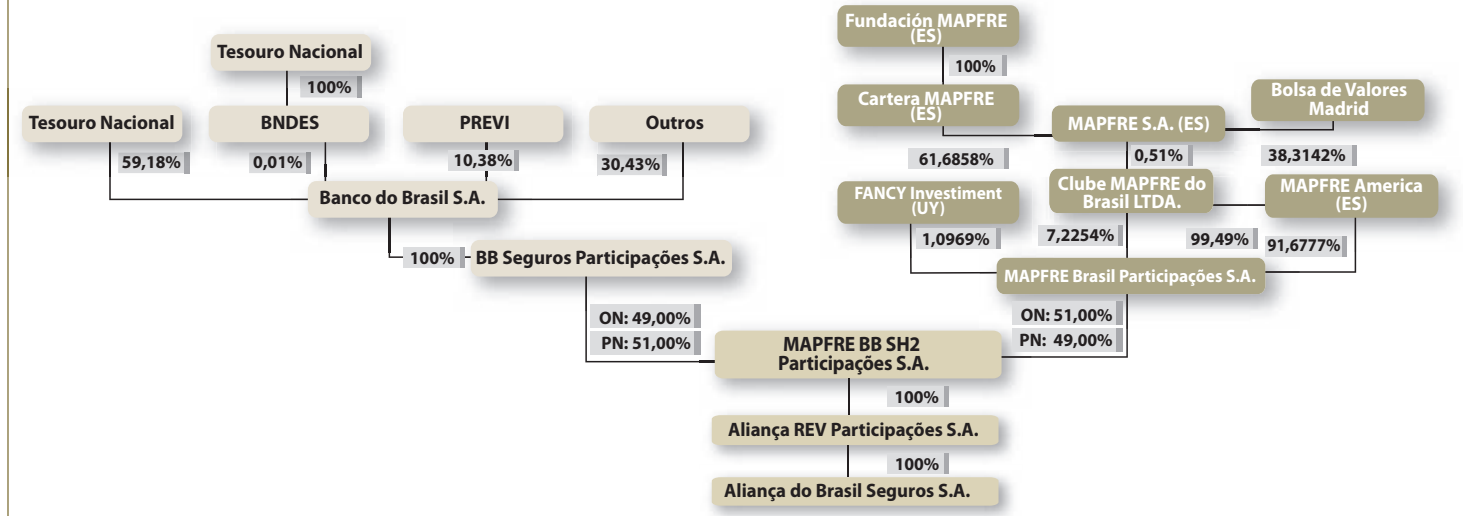 Fundación MAPFRE
(ES)
Tesouro Nacional
100%
100%
Cartera MAPFRE
(ES)
Bolsa de Valores
Madrid
Tesouro Nacional
BNDES
PREVI
Outros
MAPFRE S.A. (ES)
59,18%
0,01%
10,38%
30,43%
61,6858%
0,51%
38,3142%
Banco do Brasil S.A.
FANCY Investiment
(UY)
Clube MAPFRE do
Brasil LTDA.
MAPFRE America
(ES)
1,0969%
7,2254%
99,49%
91,6777%
100%
BB Seguros Participações S.A.
MAPFRE Brasil Participações S.A.
ON: 49,00%
PN: 51,00%
ON: 51,00%
PN: 49,00%
MAPFRE BB SH2
Participações S.A.
100%
Aliança REV Participações S.A.
100%
Aliança do Brasil Seguros S.A.